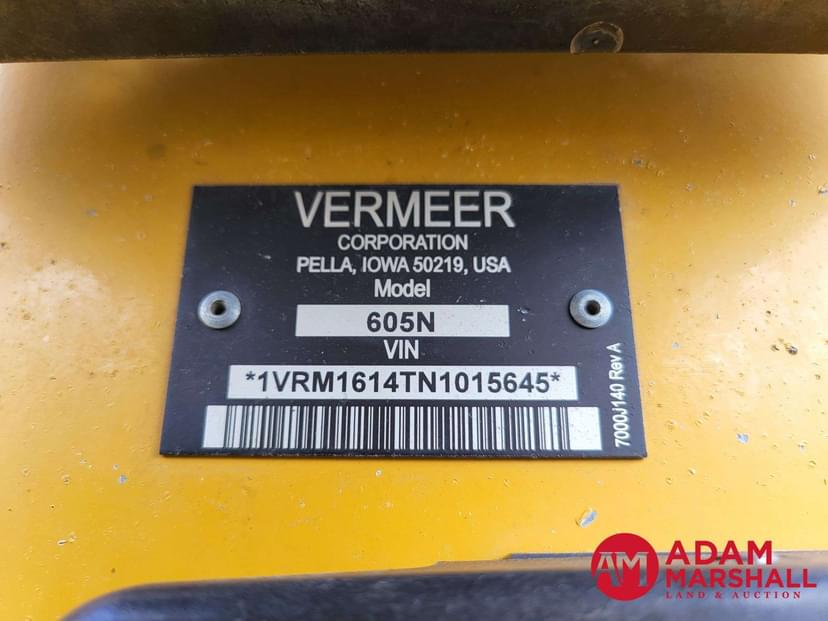 VERMEER
CORPORATION
PELLA, IOWA 50219, USA
Model
605N
VIN
*1VRM1614TN1015645*
7000J140 Rev A
AM
ADAM
MARSHALL
LAND & AUCTION